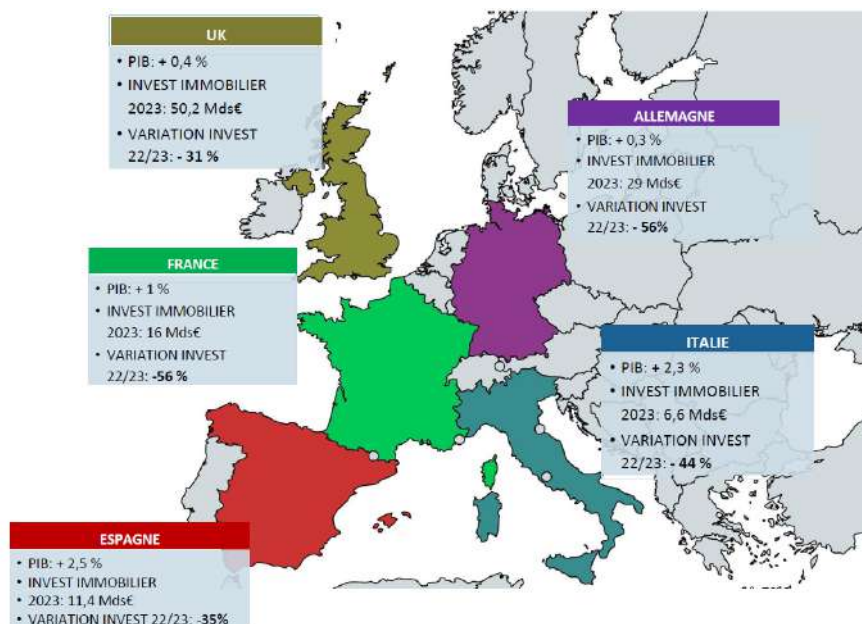 UK
• PIB: + 0,4 %
• INVEST IMMOBILIER
2023: 50,2 Mds€
• VARIATION INVEST
22/23: - 31 %
ALLEMAGNE
• PIB: + 0,3 %
• INVEST IMMOBILIER
2023: 29 Mds€
• VARIATION INVEST
22/23: - 56%
FRANCE
• PIB: + 1 %
• INVEST IMMOBILIER
2023: 16 Mds€
• VARIATION INVEST
22/23: -56 %
ITALIE
• PIB: + 2,3 %
• INVEST IMMOBILIER
2023: 6,6 Mds€
• VARIATION INVEST
22/23: - 44 %
ESPAGNE
• PIB: + 2,5 %
• INVEST IMMOBILIER
• 2023: 11,4 Mds€
• VARIATION INVEST 22/23: -35%